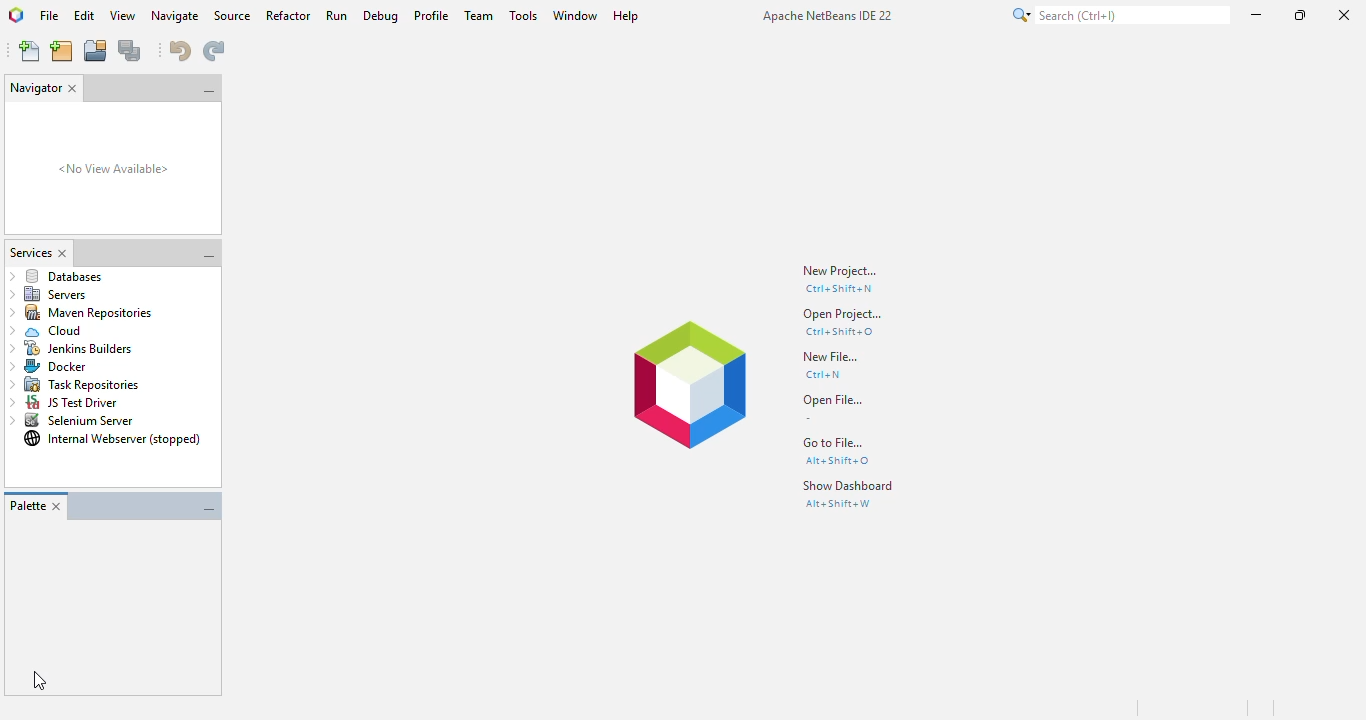 File Edit View Navigate Source Refactor Run Debug Profile Team Tools Window Help
Apache NetBeans IDE 22
Search (Ctrl+I)
Navigator
<No View Available>
Services
Databases
Servers
Maven Repositories
Cloud
Jenkins Builders
Docker
Task Repositories
JS Test Driver
Selenium Server
Internal Webserver (stopped)
Palette
New Project...
Ctrl+Shift+N
Open Project...
Ctrl+Shift+O
New File...
Ctrl+N
Open File...
-
Go to File...
Alt+Shift+O
Show Dashboard
Alt+Shift+W